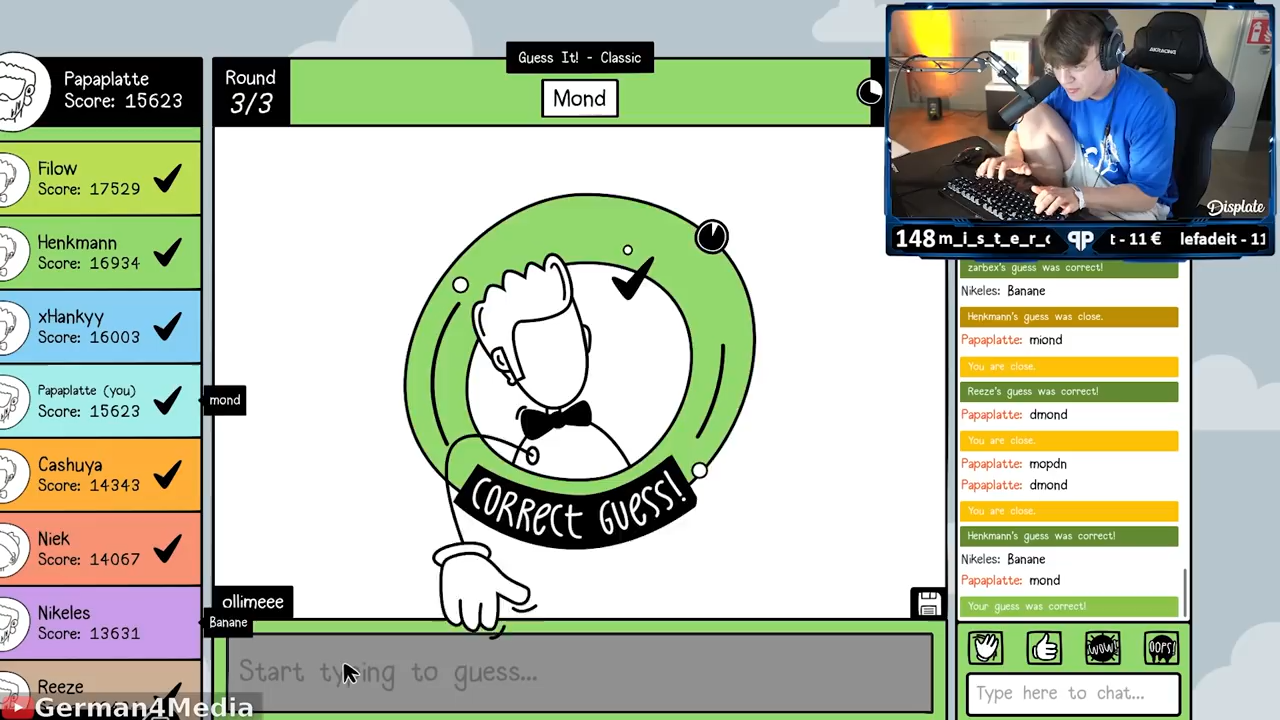 Papaplatte
Score: 15623
Filow
Score: 17529
Henkmann
Score: 16934
xHankyy
Score: 16003
Papaplatte (you)
Score: 15623
mond
Cashuya
Score: 14343
Niek
Score: 14067
Nikeles
Score: 13631
Banane
Reeze
German4Media
Round
3/3
Guess It! - Classic
Mond
CORRECT GUESS!
ollimeee
Start typing to guess...
Displate
148 m_i_s_t_e_r_c
PP
t - 11 € lefadeit - 11
zarbex's guess was correct!
Nikeles: Banane
Henkmann's guess was close.
Papaplatte: miond
You are close.
Reeze's guess was correct!
Papaplatte: dmond
You are close.
Papaplatte: mopdn
Papaplatte: dmond
You are close.
Henkmann's guess was correct!
Nikeles: Banane
Papaplatte: mond
Your guess was correct!
WOW!
OOPS!
Type here to chat...